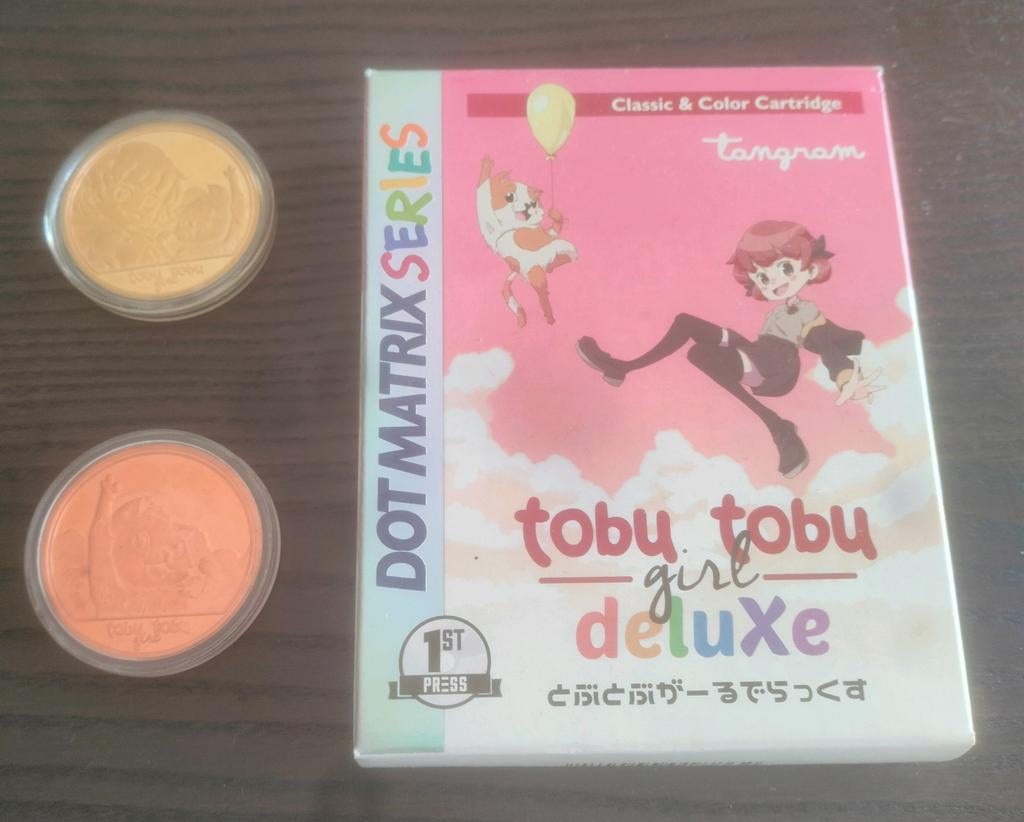 tobu tobu
girl
tobu tobu
girl
DOT MATRIX SERIES
Classic & Color Cartridge
tangram
tobu tobu
girl
deluxe
とぶとぶがーるでらっくす
1ST
PRESS